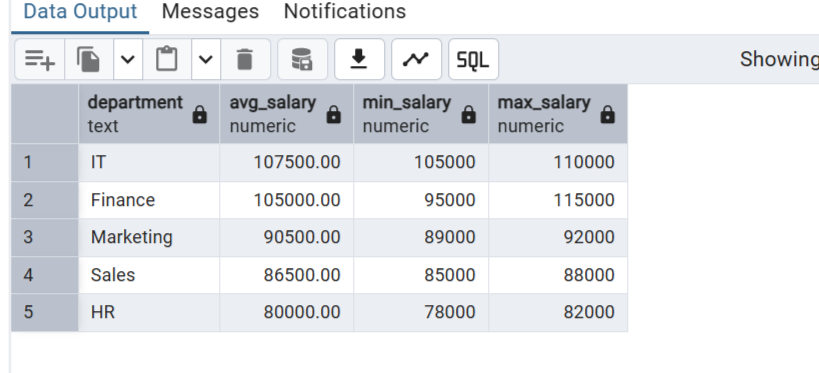 Data Output Messages Notifications
SQL Showing
department avg_salary min_salary max_salary
text numeric numeric numeric
1 IT 107500.00 105000 110000
2 Finance 105000.00 95000 115000
3 Marketing 90500.00 89000 92000
4 Sales 86500.00 85000 88000
5 HR 80000.00 78000 82000